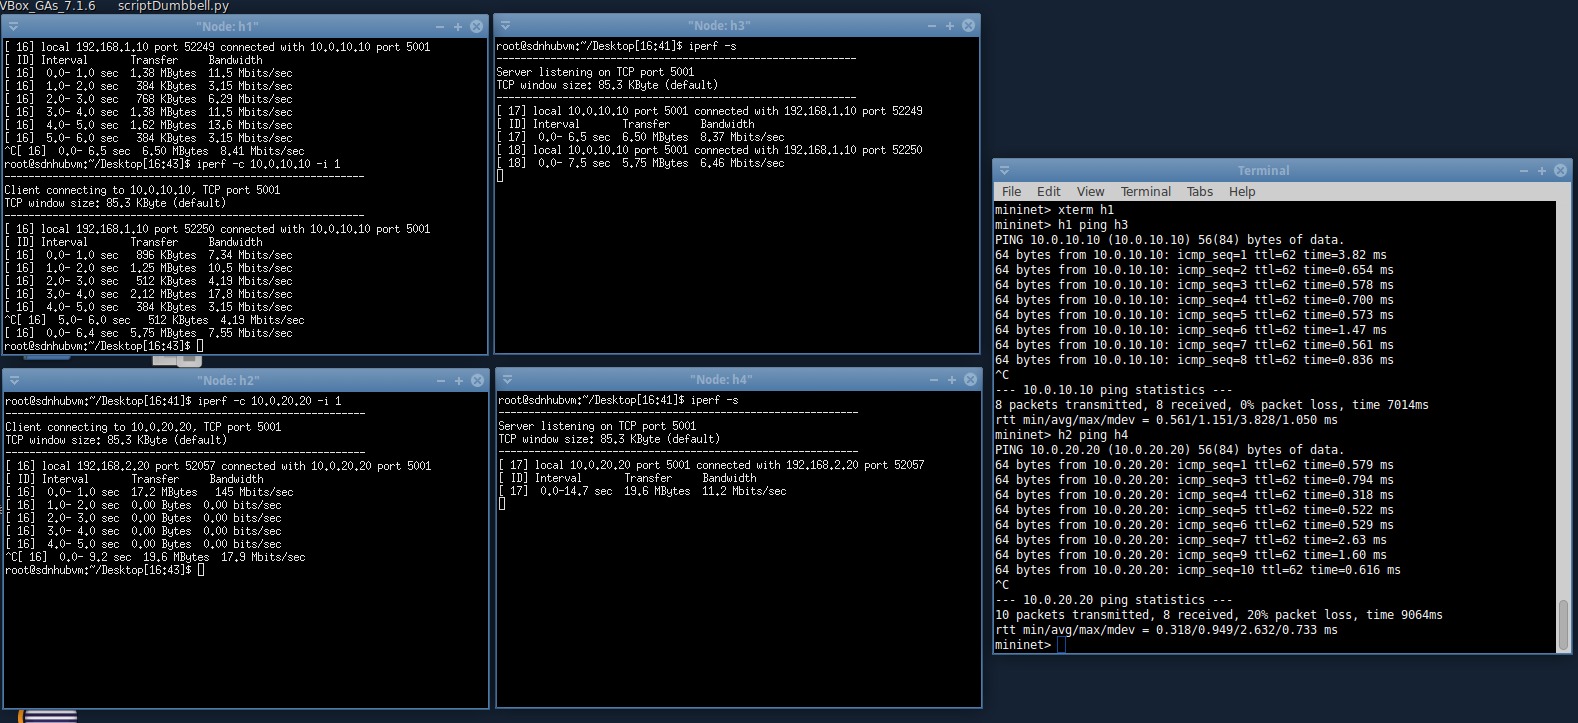 VBox_GAs_7.1.6 scriptDumbbell.py
"Node: h1"
[ 16] local 192.168.1.10 port 52249 connected with 10.0.10.10 port 5001
[ ID] Interval Transfer Bandwidth
[ 16] 0.0- 1.0 sec 1.38 MBytes 11.5 Mbits/sec
[ 16] 1.0- 2.0 sec 384 KBytes 3.15 Mbits/sec
[ 16] 2.0- 3.0 sec 768 KBytes 6.29 Mbits/sec
[ 16] 3.0- 4.0 sec 1.38 MBytes 11.5 Mbits/sec
[ 16] 4.0- 5.0 sec 1.62 MBytes 13.6 Mbits/sec
[ 16] 5.0- 6.0 sec 384 KBytes 3.15 Mbits/sec
^C[ 16] 0.0- 6.5 sec 6.50 MBytes 8.41 Mbits/sec
root@sdnhubvm:~/Desktop[16:43]$ iperf -c 10.0.10.10 -i 1
------------------------------------------------------------
Client connecting to 10.0.10.10, TCP port 5001
TCP window size: 85.3 KByte (default)
------------------------------------------------------------
[ 16] local 192.168.1.10 port 52250 connected with 10.0.10.10 port 5001
[ ID] Interval Transfer Bandwidth
[ 16] 0.0- 1.0 sec 896 KBytes 7.34 Mbits/sec
[ 16] 1.0- 2.0 sec 1.25 MBytes 10.5 Mbits/sec
[ 16] 2.0- 3.0 sec 512 KBytes 4.19 Mbits/sec
[ 16] 3.0- 4.0 sec 2.12 MBytes 17.8 Mbits/sec
[ 16] 4.0- 5.0 sec 384 KBytes 3.15 Mbits/sec
^C[ 16] 5.0- 6.0 sec 512 KBytes 4.19 Mbits/sec
[ 16] 0.0- 6.4 sec 5.75 MBytes 7.55 Mbits/sec
root@sdnhubvm:~/Desktop[16:43]$
"Node: h3"
root@sdnhubvm:~/Desktop[16:41]$ iperf -s
------------------------------------------------------------
Server listening on TCP port 5001
TCP window size: 85.3 KByte (default)
------------------------------------------------------------
[ 17] local 10.0.10.10 port 5001 connected with 192.168.1.10 port 52249
[ ID] Interval Transfer Bandwidth
[ 17] 0.0- 6.5 sec 6.50 MBytes 8.37 Mbits/sec
[ 18] local 10.0.10.10 port 5001 connected with 192.168.1.10 port 52250
[ 18] 0.0- 7.5 sec 5.75 MBytes 6.46 Mbits/sec
"Node: h2"
root@sdnhubvm:~/Desktop[16:41]$ iperf -c 10.0.20.20 -i 1
------------------------------------------------------------
Client connecting to 10.0.20.20, TCP port 5001
TCP window size: 85.3 KByte (default)
------------------------------------------------------------
[ 16] local 192.168.2.20 port 52057 connected with 10.0.20.20 port 5001
[ ID] Interval Transfer Bandwidth
[ 16] 0.0- 1.0 sec 17.2 MBytes 145 Mbits/sec
[ 16] 1.0- 2.0 sec 0.00 Bytes 0.00 bits/sec
[ 16] 2.0- 3.0 sec 0.00 Bytes 0.00 bits/sec
[ 16] 3.0- 4.0 sec 0.00 Bytes 0.00 bits/sec
[ 16] 4.0- 5.0 sec 0.00 Bytes 0.00 bits/sec
^C[ 16] 0.0- 9.2 sec 19.6 MBytes 17.9 Mbits/sec
root@sdnhubvm:~/Desktop[16:43]$
"Node: h4"
root@sdnhubvm:~/Desktop[16:41]$ iperf -s
------------------------------------------------------------
Server listening on TCP port 5001
TCP window size: 85.3 KByte (default)
------------------------------------------------------------
[ 17] local 10.0.20.20 port 5001 connected with 192.168.2.20 port 52057
[ ID] Interval Transfer Bandwidth
[ 17] 0.0-14.7 sec 19.6 MBytes 11.2 Mbits/sec
Terminal
File Edit View Terminal Tabs Help
mininet> xterm h1
mininet> h1 ping h3
PING 10.0.10.10 (10.0.10.10) 56(84) bytes of data.
64 bytes from 10.0.10.10: icmp_seq=1 ttl=62 time=3.82 ms
64 bytes from 10.0.10.10: icmp_seq=2 ttl=62 time=0.654 ms
64 bytes from 10.0.10.10: icmp_seq=3 ttl=62 time=0.578 ms
64 bytes from 10.0.10.10: icmp_seq=4 ttl=62 time=0.700 ms
64 bytes from 10.0.10.10: icmp_seq=5 ttl=62 time=0.573 ms
64 bytes from 10.0.10.10: icmp_seq=6 ttl=62 time=1.47 ms
64 bytes from 10.0.10.10: icmp_seq=7 ttl=62 time=0.561 ms
64 bytes from 10.0.10.10: icmp_seq=8 ttl=62 time=0.836 ms
^C
--- 10.0.10.10 ping statistics ---
8 packets transmitted, 8 received, 0% packet loss, time 7014ms
rtt min/avg/max/mdev = 0.561/1.151/3.828/1.050 ms
mininet> h2 ping h4
PING 10.0.20.20 (10.0.20.20) 56(84) bytes of data.
64 bytes from 10.0.20.20: icmp_seq=1 ttl=62 time=0.579 ms
64 bytes from 10.0.20.20: icmp_seq=3 ttl=62 time=0.794 ms
64 bytes from 10.0.20.20: icmp_seq=4 ttl=62 time=0.318 ms
64 bytes from 10.0.20.20: icmp_seq=5 ttl=62 time=0.522 ms
64 bytes from 10.0.20.20: icmp_seq=6 ttl=62 time=0.529 ms
64 bytes from 10.0.20.20: icmp_seq=7 ttl=62 time=2.63 ms
64 bytes from 10.0.20.20: icmp_seq=9 ttl=62 time=1.60 ms
64 bytes from 10.0.20.20: icmp_seq=10 ttl=62 time=0.616 ms
^C
--- 10.0.20.20 ping statistics ---
10 packets transmitted, 8 received, 20% packet loss, time 9064ms
rtt min/avg/max/mdev = 0.318/0.949/2.632/0.733 ms
mininet>